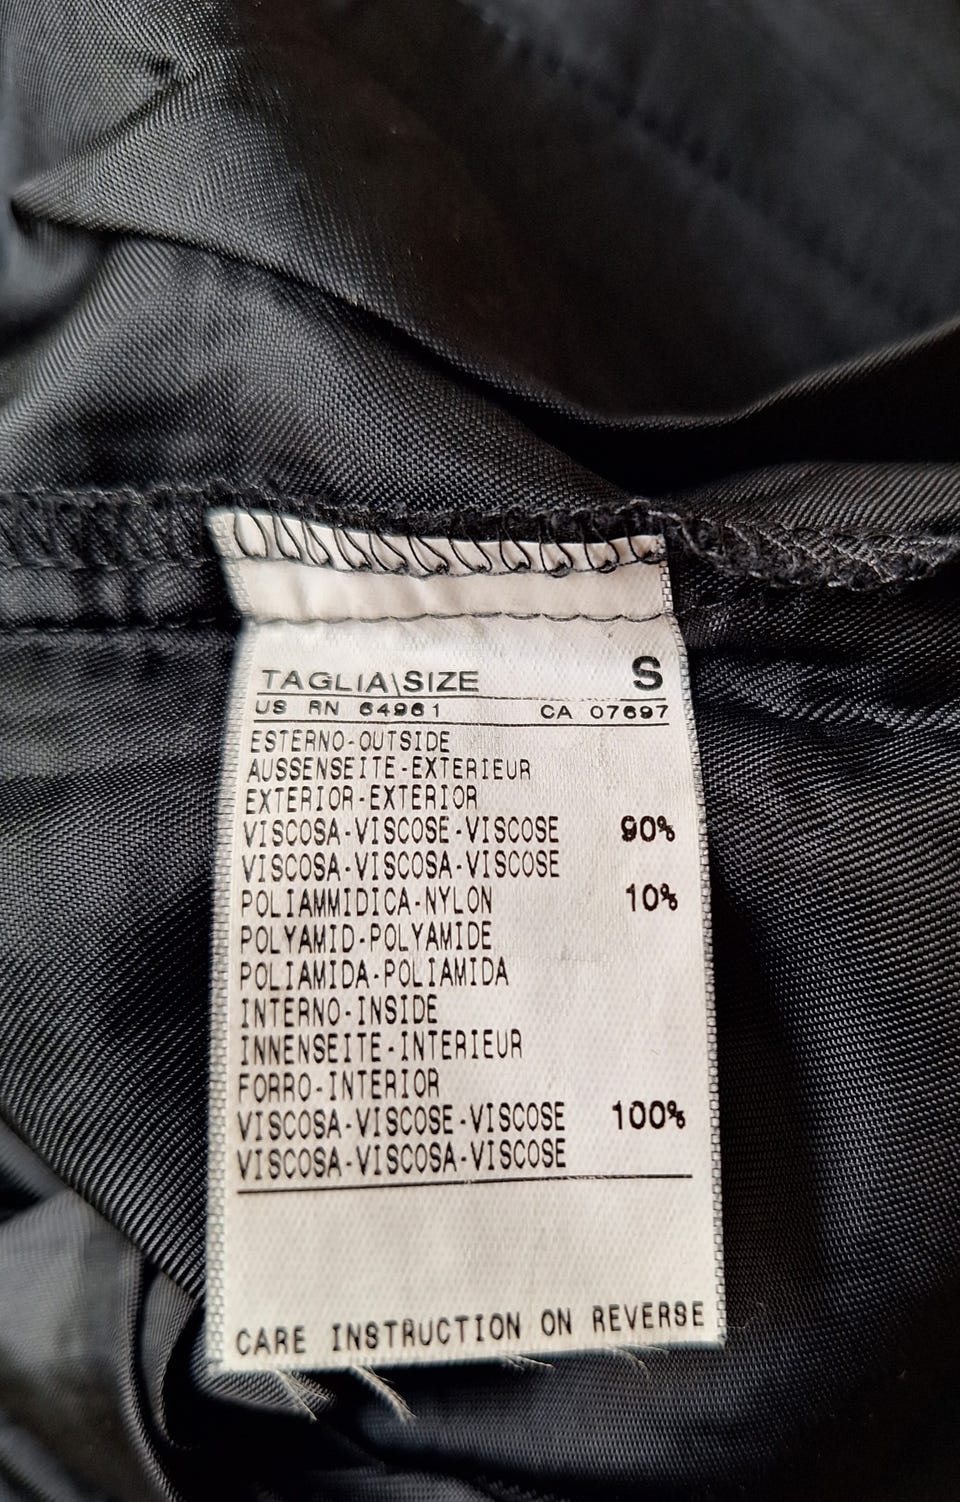 TAGLIA\SIZE S
US RN 64961 CA 07697
ESTERNO-OUTSIDE
AUSSENSEITE-EXTERIEUR
EXTERIOR-EXTERIOR
VISCOSA-VISCOSE-VISCOSE 90%
VISCOSA-VISCOSA-VISCOSE
POLIAMMIDICA-NYLON 10%
POLYAMID-POLYAMIDE
POLIAMIDA-POLIAMIDA
INTERNO-INSIDE
INNENSEITE-INTERIEUR
FORRO-INTERIOR
VISCOSA-VISCOSE-VISCOSE 100%
VISCOSA-VISCOSA-VISCOSE
CARE INSTRUCTION ON REVERSE